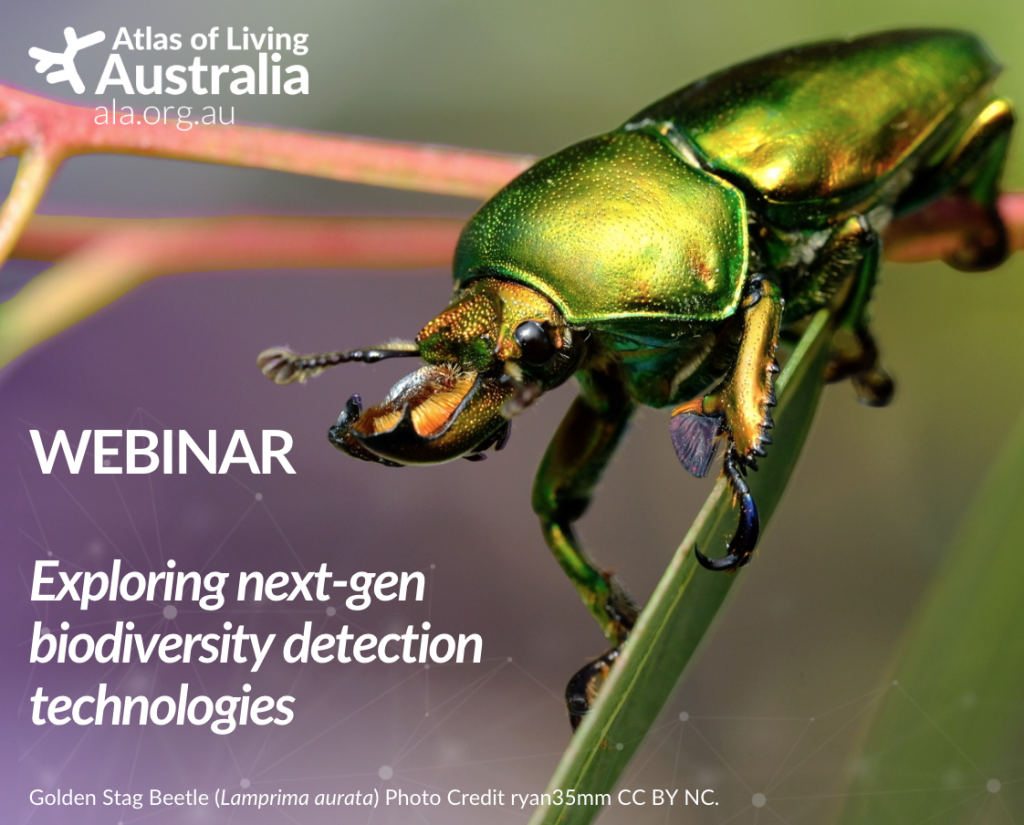 Atlas of Living
Australia
ala.org.au
WEBINAR
Exploring next-gen
biodiversity detection
technologies
Golden Stag Beetle (Lamprima aurata) Photo Credit ryan35mm CC BY NC.